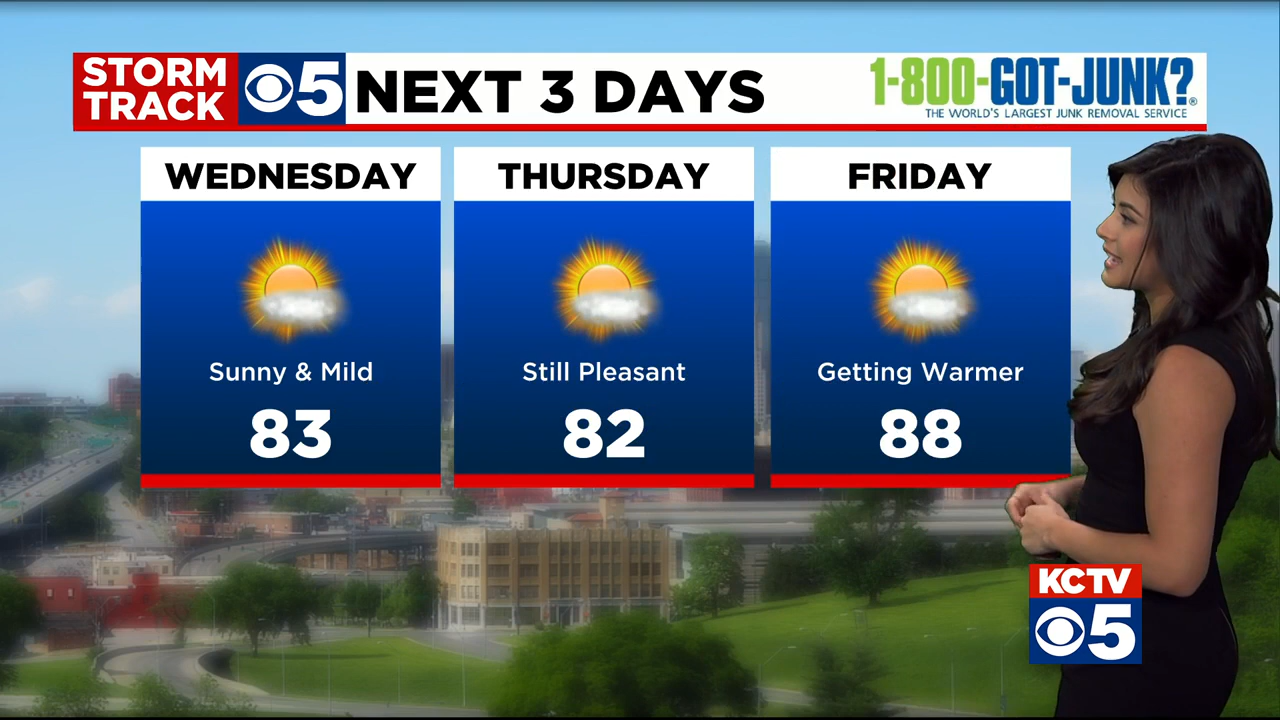 STORM
TRACK
5
NEXT 3 DAYS
1-800-GOT-JUNK?®
THE WORLD'S LARGEST JUNK REMOVAL SERVICE
WEDNESDAY
THURSDAY
FRIDAY
Sunny & Mild
Still Pleasant
Getting Warmer
83
82
88
KCTV
5